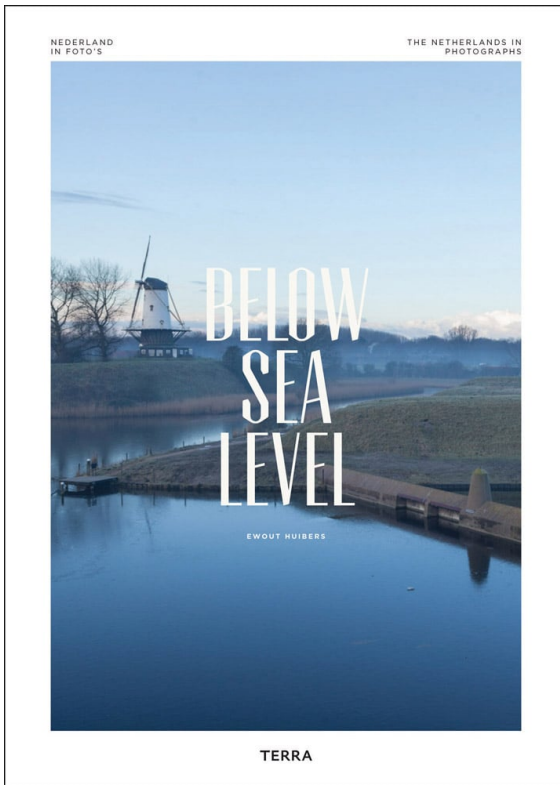 NEDERLAND
IN FOTO'S
THE NETHERLANDS IN
PHOTOGRAPHS
BELOW
SEA
LEVEL
EWOUT HUIBERS
TERRA